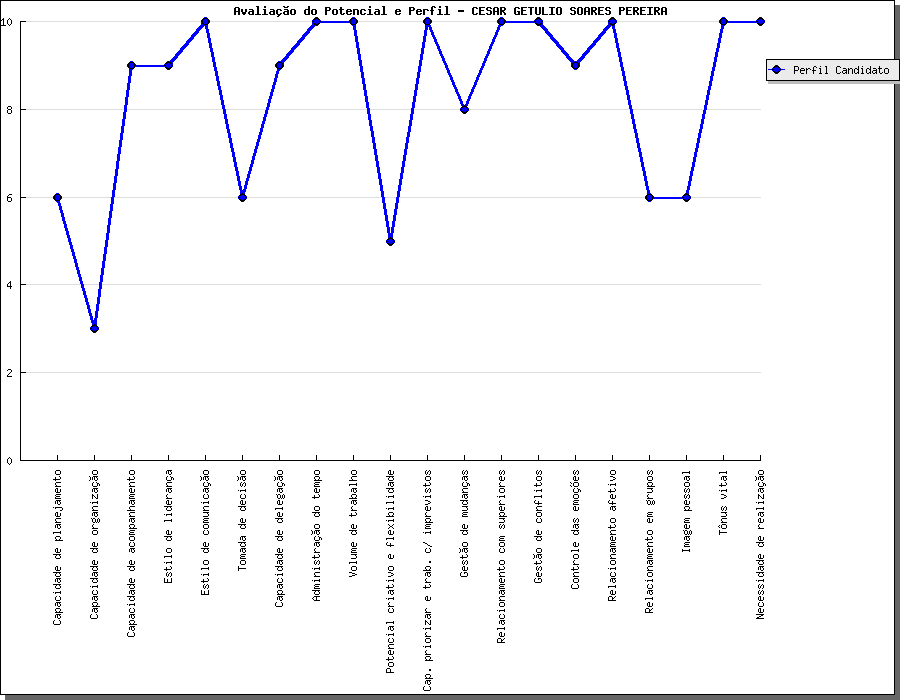 Avaliação do Potencial e Perfil - CESAR GETULIO SOARES PEREIRA
10
8
6
4
2
0
Perfil Candidato
Capacidade de planejamento
Capacidade de organização
Capacidade de acompanhamento
Estilo de liderança
Estilo de comunicação
Tomada de decisão
Capacidade de delegação
Administração do tempo
Volume de trabalho
Potencial criativo e flexibilidade
Cap. priorizar e trab. c/ imprevistos
Gestão de mudanças
Relacionamento com superiores
Gestão de conflitos
Controle das emoções
Relacionamento afetivo
Relacionamento em grupos
Imagem pessoal
Tônus vital
Necessidade de realização